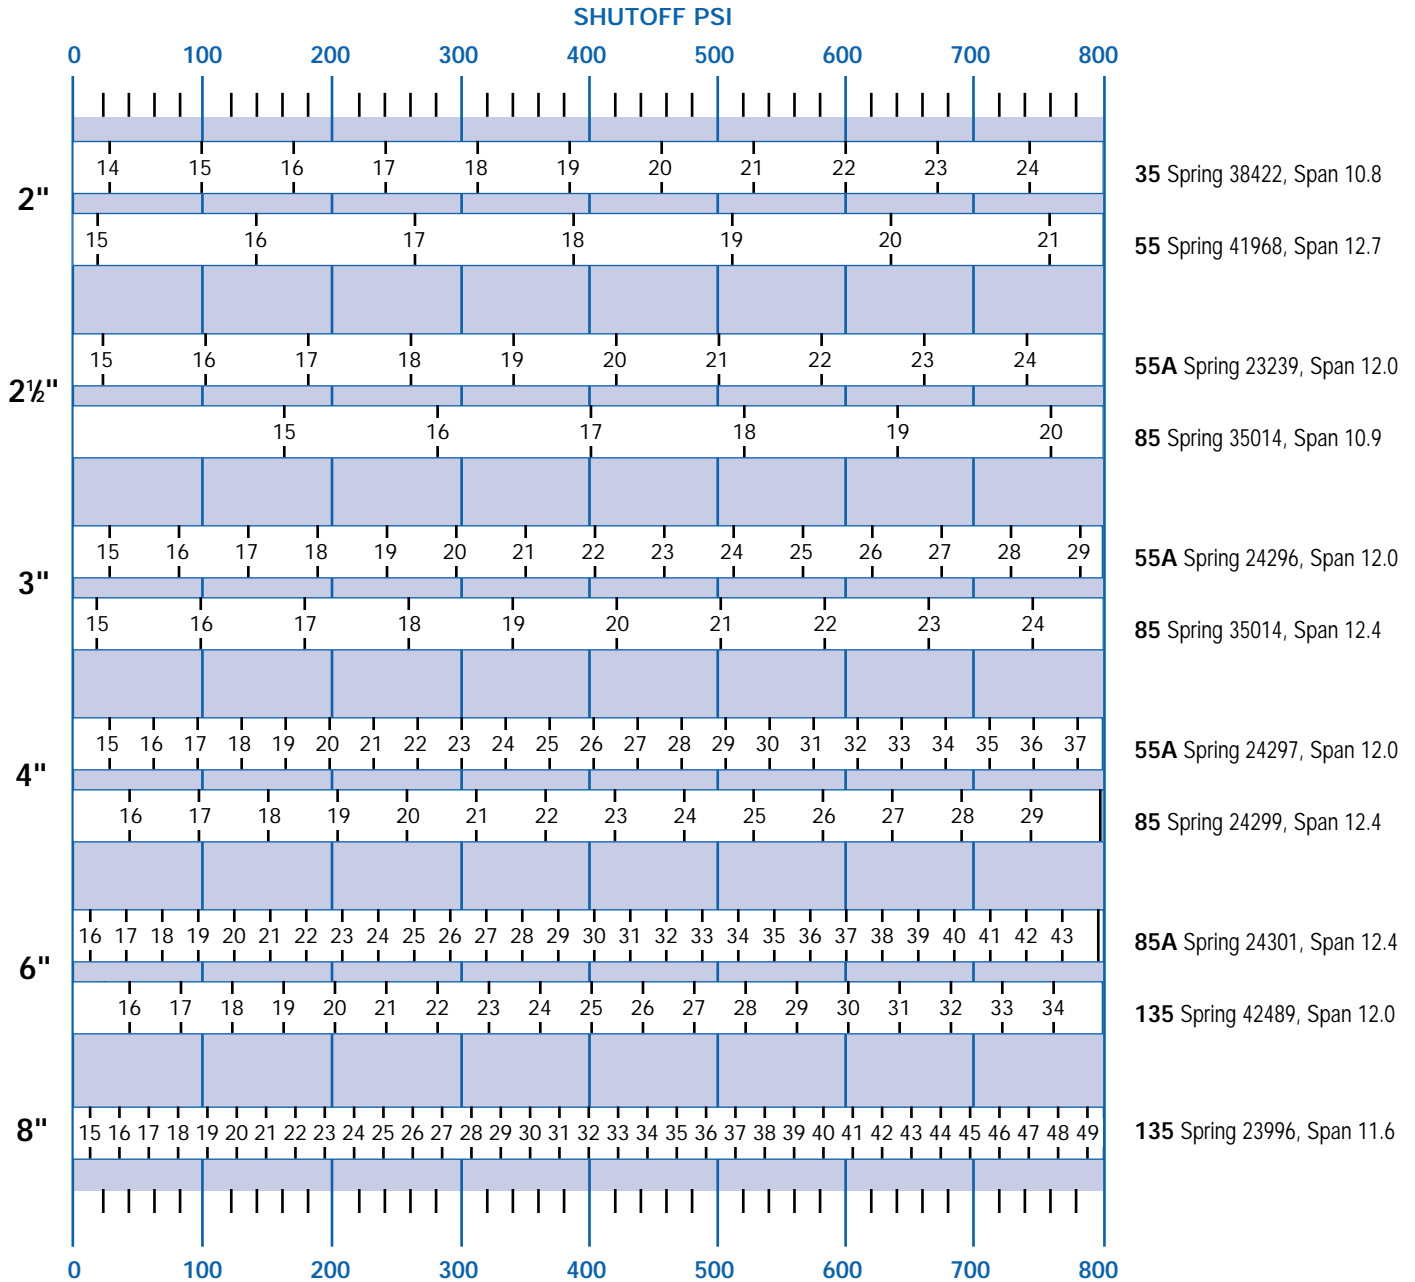 SHUTOFF PSI
0 100 200 300 400 500 600 700 800
14 15 16 17 18 19 20 21 22 23 24
35 Spring 38422, Span 10.8
2"
15 16 17 18 19 20 21
55 Spring 41968, Span 12.7
15 16 17 18 19 20 21 22 23 24
55A Spring 23239, Span 12.0
2½"
15 16 17 18 19 20
85 Spring 35014, Span 10.9
15 16 17 18 19 20 21 22 23 24 25 26 27 28 29
55A Spring 24296, Span 12.0
3"
15 16 17 18 19 20 21 22 23 24
85 Spring 35014, Span 12.4
15 16 17 18 19 20 21 22 23 24 25 26 27 28 29 30 31 32 33 34 35 36 37
55A Spring 24297, Span 12.0
4"
16 17 18 19 20 21 22 23 24 25 26 27 28 29
85 Spring 24299, Span 12.4
16 17 18 19 20 21 22 23 24 25 26 27 28 29 30 31 32 33 34 35 36 37 38 39 40 41 42 43
85A Spring 24301, Span 12.4
6"
16 17 18 19 20 21 22 23 24 25 26 27 28 29 30 31 32 33 34
135 Spring 42489, Span 12.0
8"
15 16 17 18 19 20 21 22 23 24 25 26 27 28 29 30 31 32 33 34 35 36 37 38 39 40 41 42 43 44 45 46 47 48 49
135 Spring 23996, Span 11.6
0 100 200 300 400 500 600 700 800